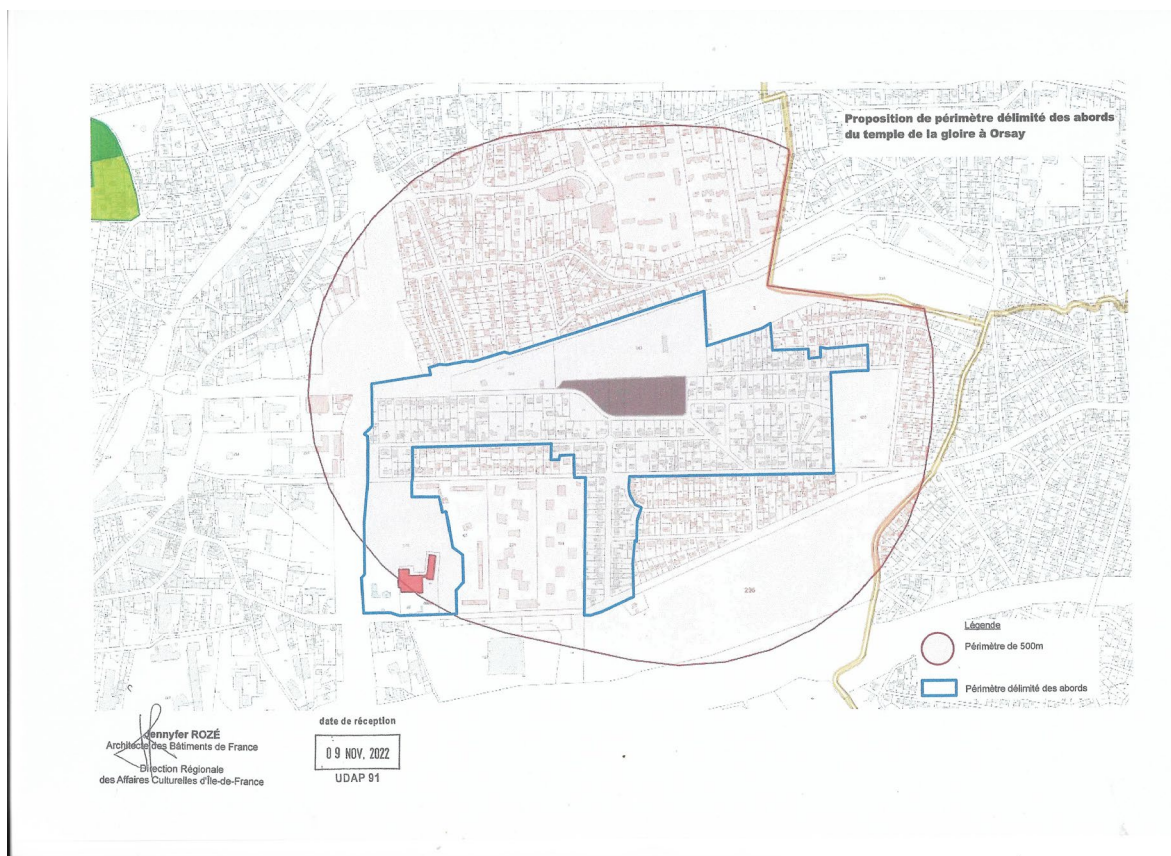 Proposition de périmètre délimité des abords
du temple de la gloire à Orsay
236
Légende
Périmètre de 500m
Périmètre délimité des abords
Jennyfer ROZÉ
Architecte des Bâtiments de France
Direction Régionale
des Affaires Culturelles d'Île-de-France
date de réception
09 NOV. 2022
UDAP 91